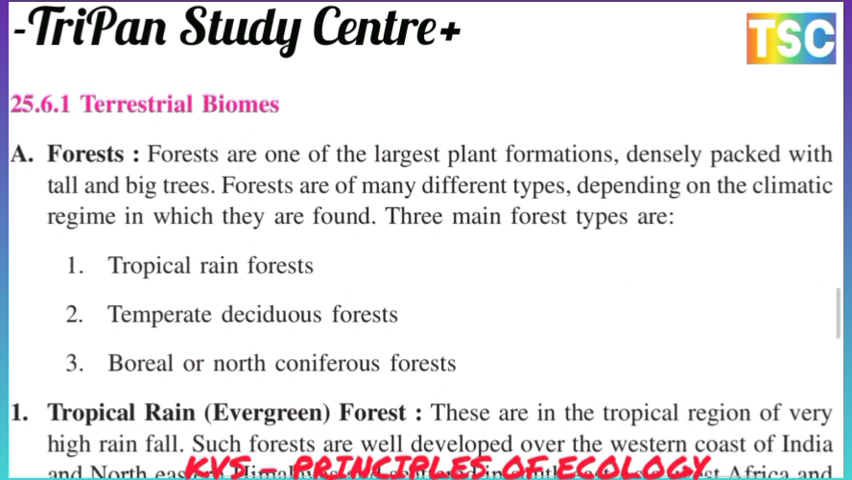 -TriPan Study Centre+
TSC
25.6.1 Terrestrial Biomes
A. Forests : Forests are one of the largest plant formations, densely packed with
tall and big trees. Forests are of many different types, depending on the climatic
regime in which they are found. Three main forest types are:
1. Tropical rain forests
2. Temperate deciduous forests
3. Boreal or north coniferous forests
1. Tropical Rain (Evergreen) Forest : These are in the tropical region of very
high rain fall. Such forests are well developed over the western coast of India
and North Africa and
KVS - PRINCIPLES OF ECOLOGY